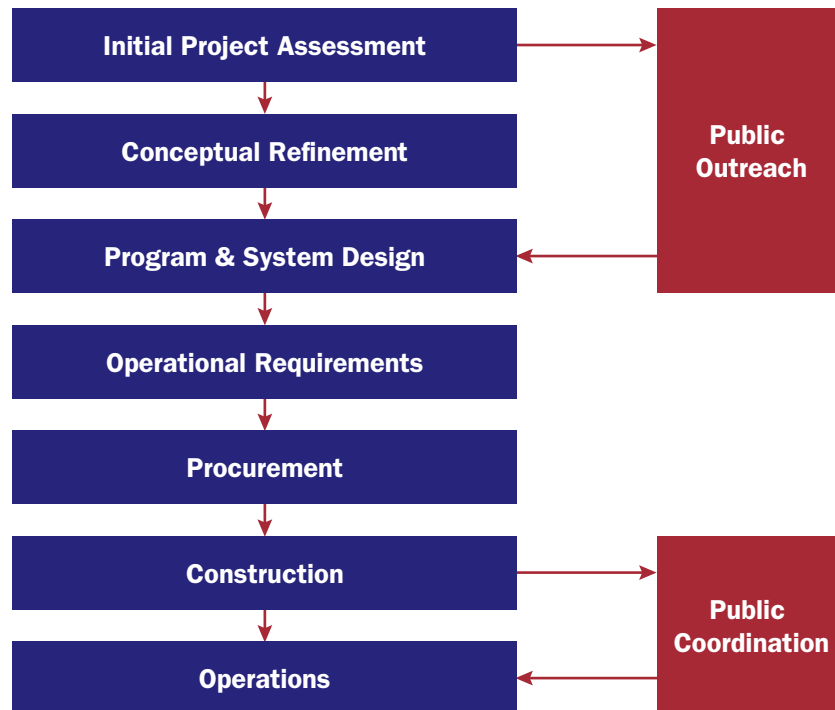 Initial Project Assessment
Conceptual Refinement
Public
Outreach
Program & System Design
Operational Requirements
Procurement
Construction
Public
Coordination
Operations